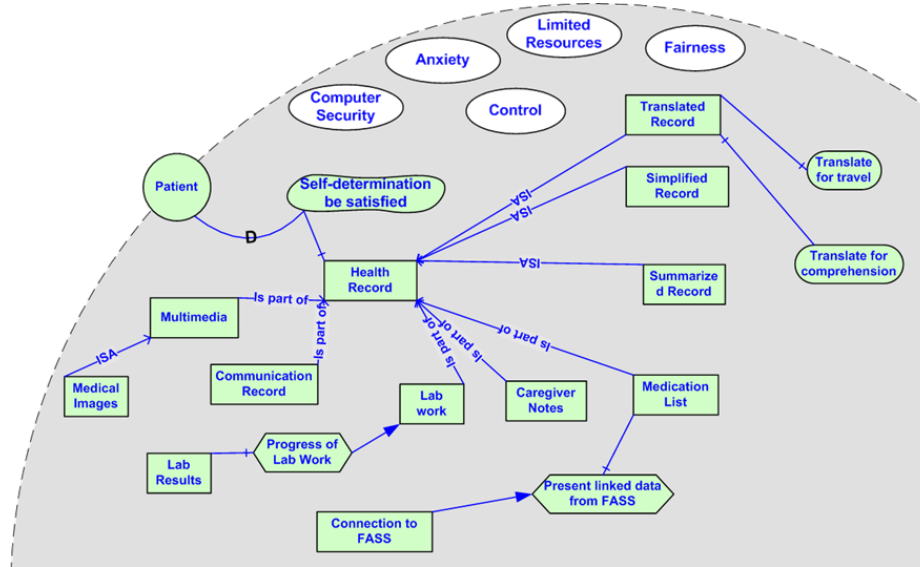 Limited
Resources
Fairness
Anxiety
Computer
Security
Control
Translated
Record
Translate
for travel
Patient
Self-determination
be satisfied
Simplified
Record
ISA
ISA
D
Translate for
comprehension
Health
Record
ISA
Summarize
d Record
Is part of
Multimedia
Is part of
Is part of
Is part of
Is part of
ISA
Medical
Images
Communication
Record
Lab
work
Caregiver
Notes
Medication
List
Progress of
Lab Work
Lab
Results
Present linked data
from FASS
Connection to
FASS